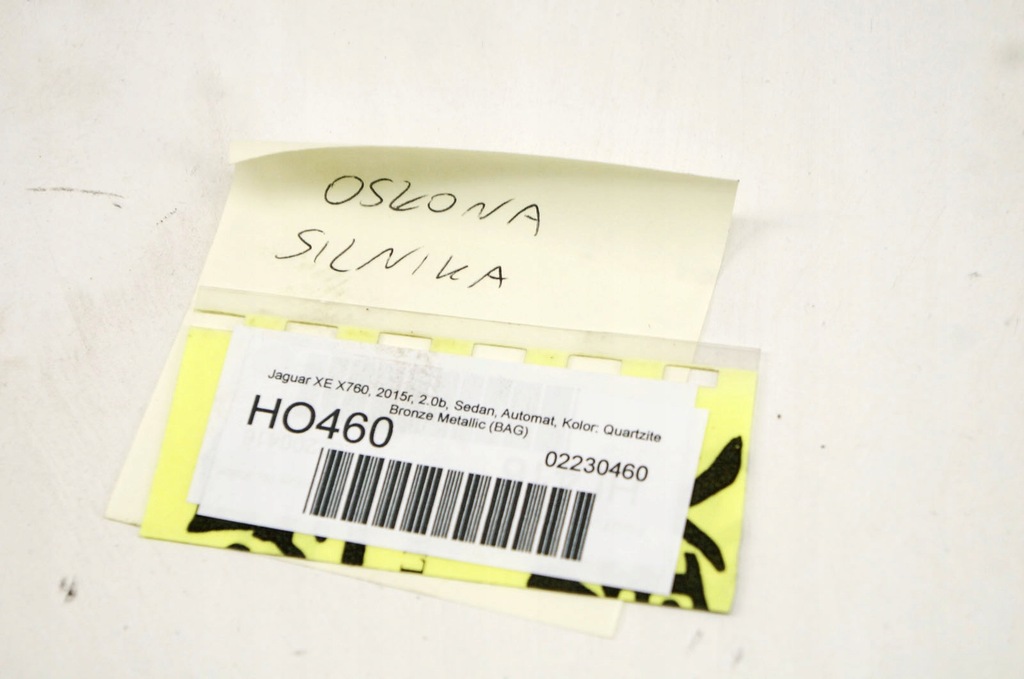 OSŁONA
SILNIKA
Jaguar XE X760, 2015r, 2.0b, Sedan, Automat, Kolor: Quartzite
Bronze Metallic (BAG)
HO460
02230460